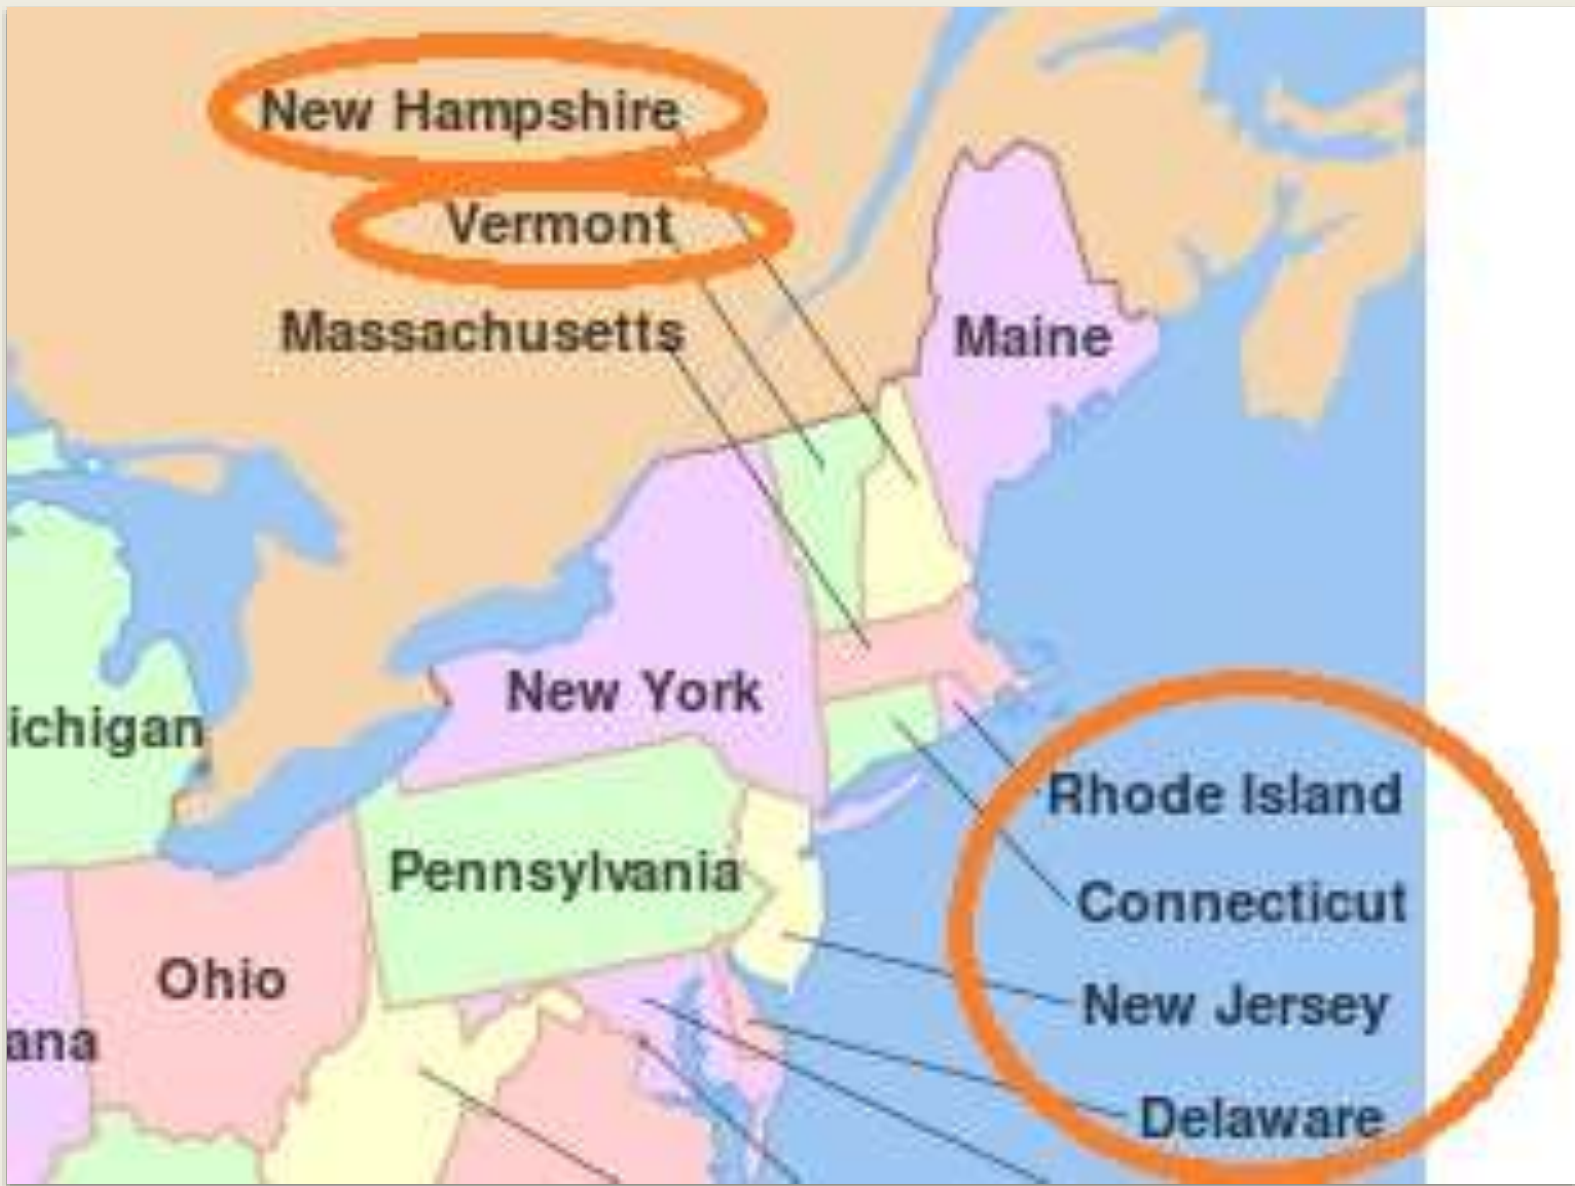 New Hampshire
Vermont
Massachusetts
Maine
New York
ichigan
Rhode Island
Pennsylvania
Connecticut
Ohio
New Jersey
ana
Delaware